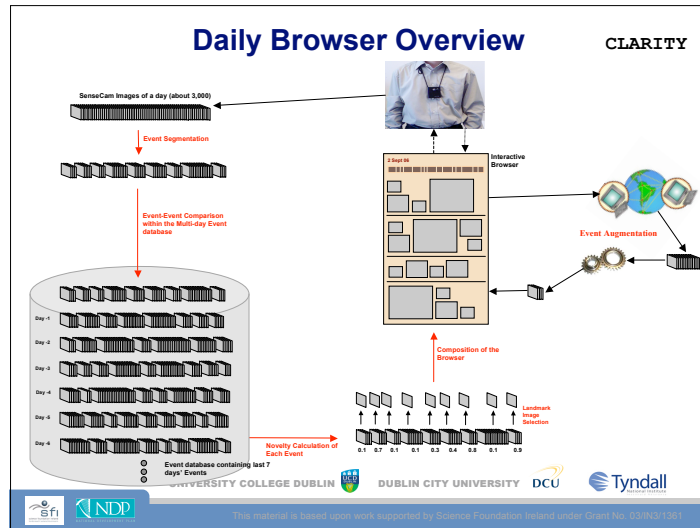 Daily Browser Overview
CLARITY
SenseCam Images of a day (about 3,000)
Event Segmentation
2 Sept 06
Interactive
Browser
Event-Event Comparison
within the Multi-day Event
database
Event Augmentation
Day -1
Day -2
Day -3
Day -4
Day -5
Day -6
Composition of the
Browser
Landmark
Image
Selection
Novelty Calculation of
Each Event
0.1 0.7 0.1 0.1 0.3 0.4 0.8 0.1 0.9
Event database containing last 7
days' Events
UNIVERSITY COLLEGE DUBLIN
UCD
DUBLIN CITY UNIVERSITY
DCU
Tyndall
sfi
NDP
This material is based upon work supported by Science Foundation Ireland under Grant No. 03/IN3/1361